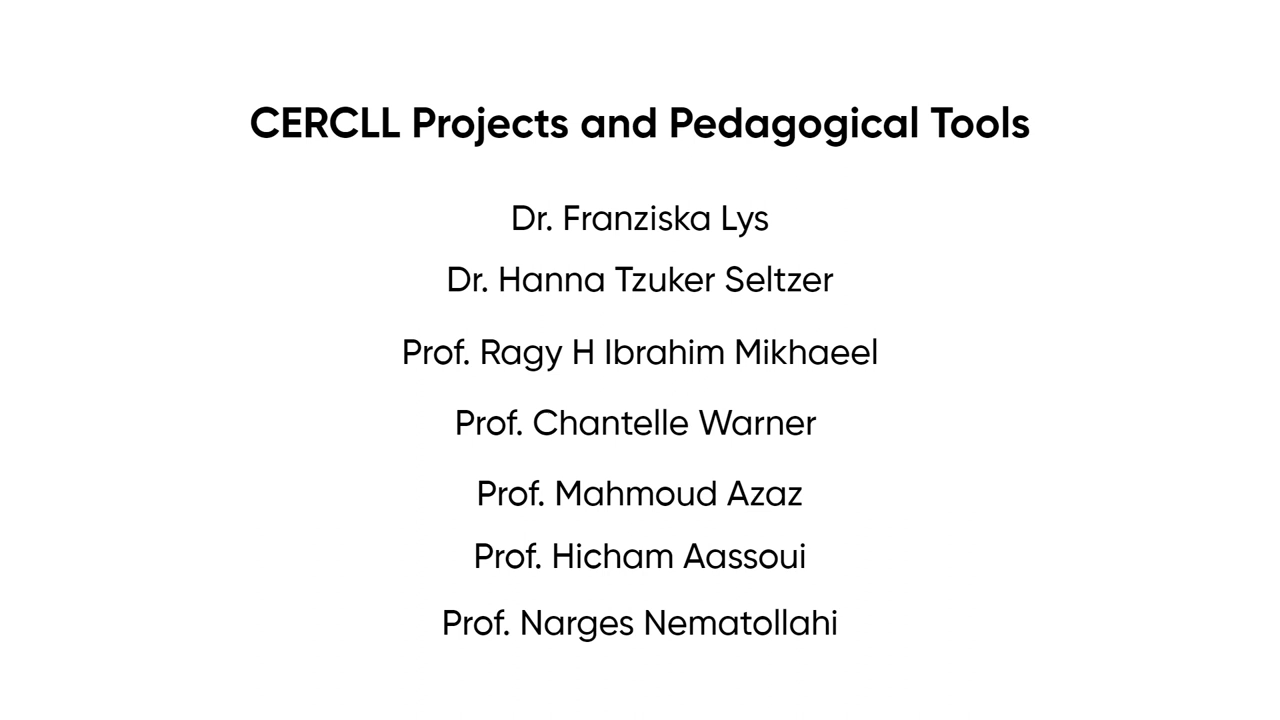 CERCLL Projects and Pedagogical Tools
Dr. Franziska Lys
Dr. Hanna Tzuker Seltzer
Prof. Ragy H Ibrahim Mikhaeel
Prof. Chantelle Warner
Prof. Mahmoud Azaz
Prof. Hicham Aassoui
Prof. Narges Nematollahi